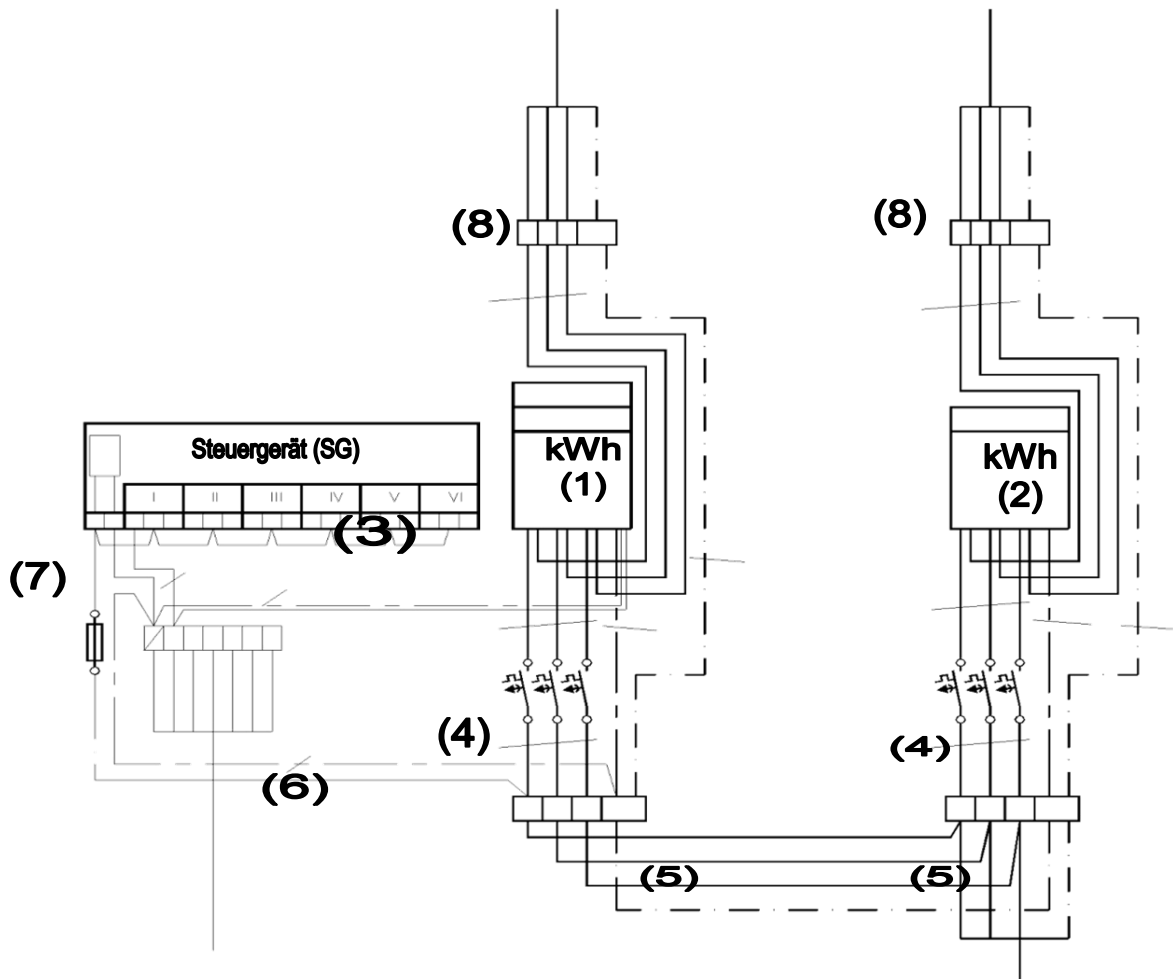 (8)
(8)
Steuergerät (SG)
kWh
(1)
kWh
(2)
I II III IV V VI
(3)
(7)
(4)
(4)
(6)
(5)
(5)